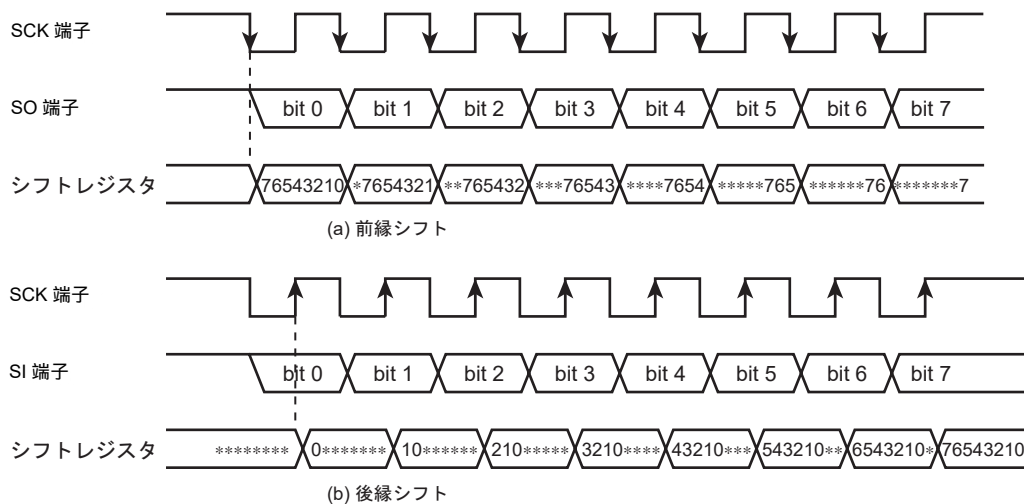 SCK 端子
SO 端子
bit 0 bit 1 bit 2 bit 3 bit 4 bit 5 bit 6 bit 7
シフトレジスタ
76543210 *7654321 **765432 ***76543 ****7654 *****765 ******76 *******7
(a) 前縁シフト
SCK 端子
SI 端子
bit 0 bit 1 bit 2 bit 3 bit 4 bit 5 bit 6 bit 7
シフトレジスタ
******** 0******* 10****** 210***** 3210**** 43210*** 543210** 6543210* 76543210
(b) 後縁シフト